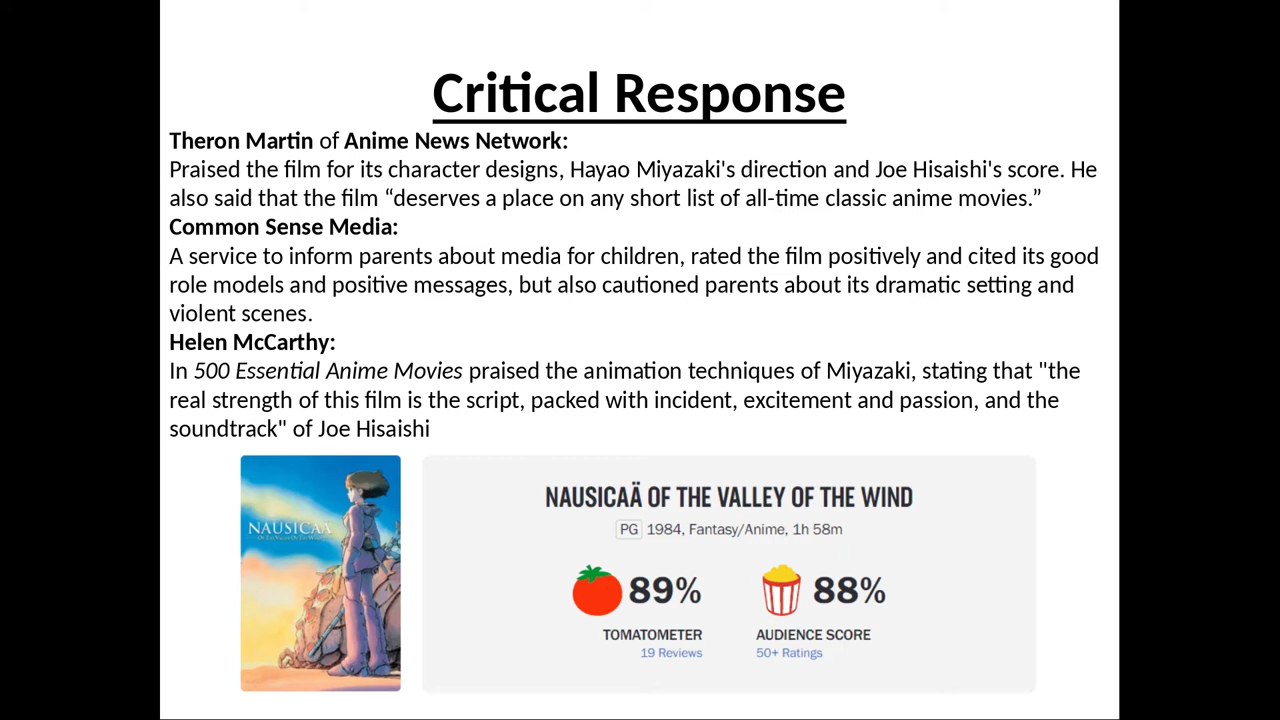 Critical Response
Theron Martin of Anime News Network:
Praised the film for its character designs, Hayao Miyazaki's direction and Joe Hisaishi's score. He
also said that the film “deserves a place on any short list of all-time classic anime movies.”
Common Sense Media:
A service to inform parents about media for children, rated the film positively and cited its good
role models and positive messages, but also cautioned parents about its dramatic setting and
violent scenes.
Helen McCarthy:
In 500 Essential Anime Movies praised the animation techniques of Miyazaki, stating that "the
real strength of this film is the script, packed with incident, excitement and passion, and the
soundtrack" of Joe Hisaishi
NAUSICAÄ
OF THE VALLEY OF THE WIND
NAUSICAÄ OF THE VALLEY OF THE WIND
PG 1984, Fantasy/Anime, 1h 58m
89% 88%
TOMATOMETER AUDIENCE SCORE
19 Reviews 50+ Ratings